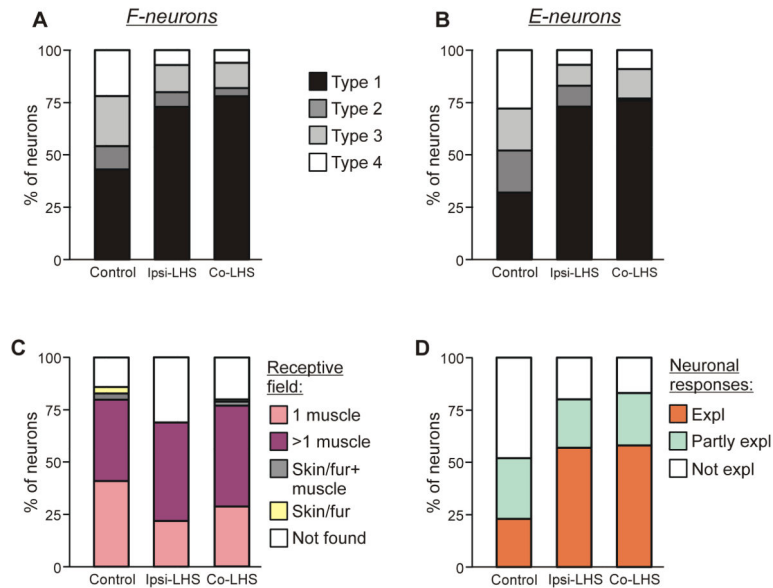 F-neurons
E-neurons
A
100
75
50
25
0
% of neurons
Control
Ipsi-LHS
Co-LHS
Type 1
Type 2
Type 3
Type 4
B
100
75
50
25
0
% of neurons
Control
Ipsi-LHS
Co-LHS
C
100
75
50
25
0
% of neurons
Control
Ipsi-LHS
Co-LHS
Receptive
field:
1 muscle
>1 muscle
Skin/fur+
muscle
Skin/fur
Not found
D
100
75
50
25
0
% of neurons
Control
Ipsi-LHS
Co-LHS
Neuronal
responses:
Expl
Partly expl
Not expl